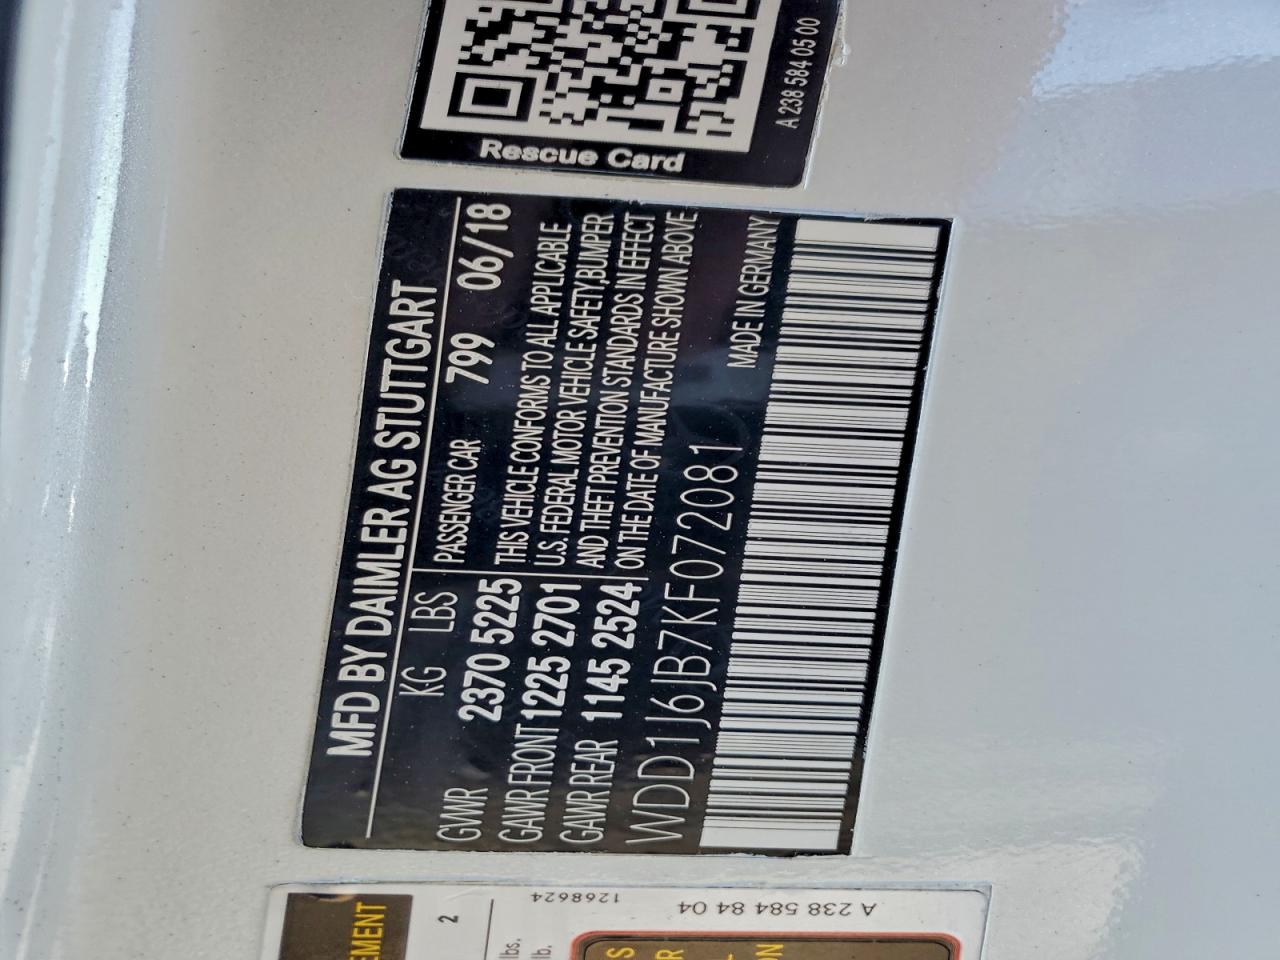 A 238 584 05 00
Rescue Card
MFD BY DAIMLER AG STUTTGART
KG LBS PASSENGER CAR 799 06/18
GVWR 2370 5225
GAWR FRONT 1225 2701
GAWR REAR 1145 2524
THIS VEHICLE CONFORMS TO ALL APPLICABLE
U.S. FEDERAL MOTOR VEHICLE SAFETY,BUMPER
AND THEFT PREVENTION STANDARDS IN EFFECT
ON THE DATE OF MANUFACTURE SHOWN ABOVE
WDD1J6JB7KF072081
MADE IN GERMANY
EMENT
2
1268624
lbs.
lb.
A 238 584 84 04